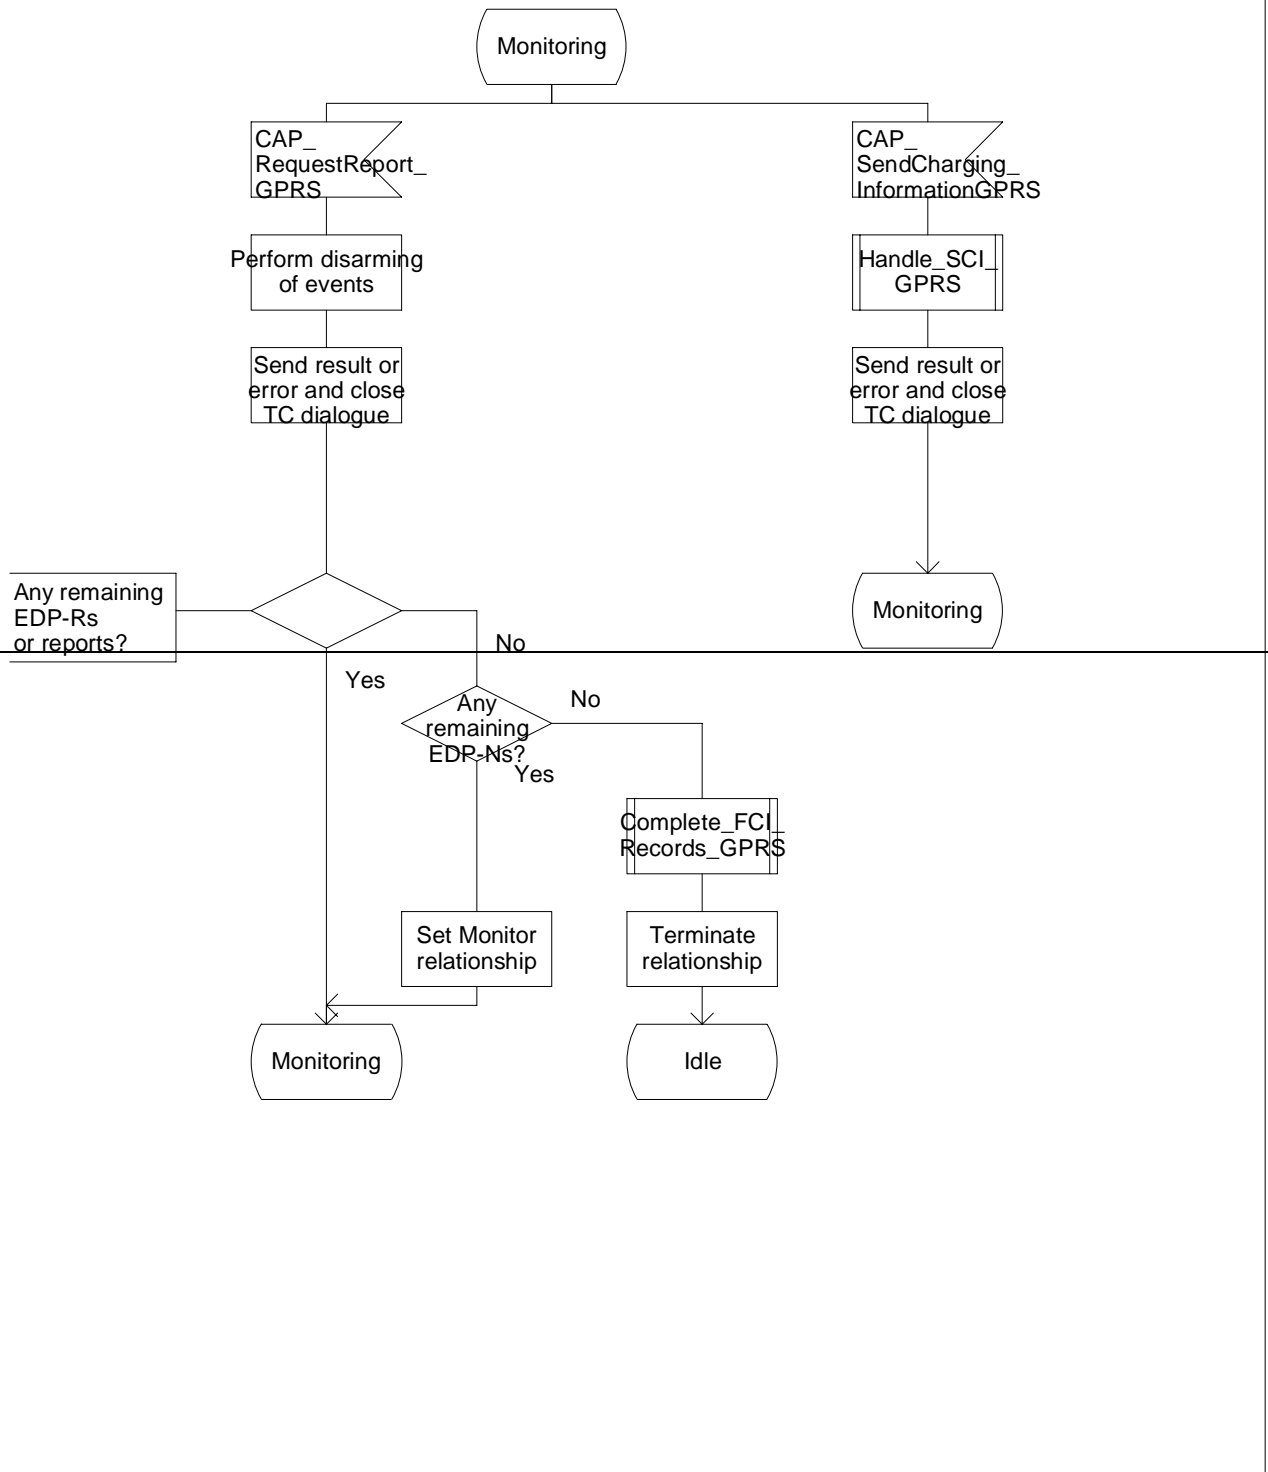 Monitoring
CAP_
RequestReport_
GPRS
CAP_
SendCharging_
InformationGPRS
Perform disarming
of events
Handle_SCI_
GPRS
Send result or
error and close
TC dialogue
Send result or
error and close
TC dialogue
Any remaining
EDP-Rs
or reports?
Monitoring
No
Yes
Any
remaining
EDP-Ns?
No
Yes
Complete_FCI_
Records_GPRS
Set Monitor
relationship
Terminate
relationship
Monitoring
Idle